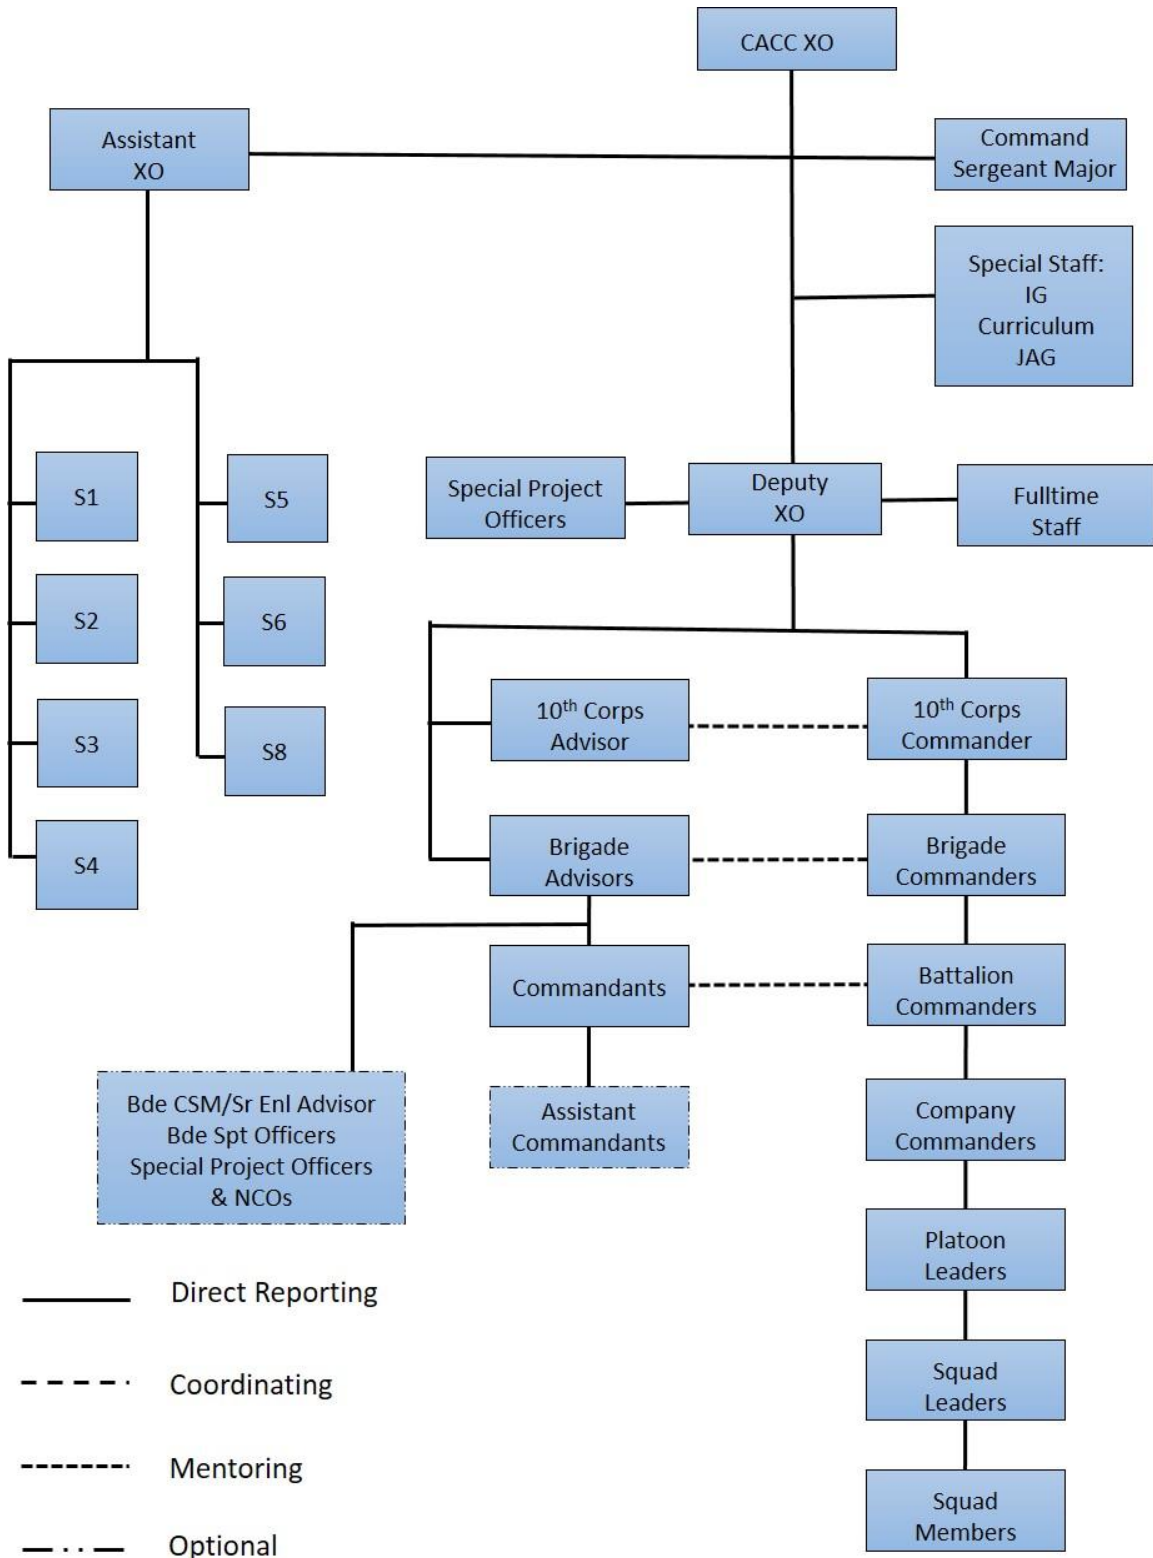 CACC XO
Assistant
XO
Command
Sergeant Major
Special Staff:
IG
Curriculum
JAG
S1
S5
Special Project
Officers
Deputy
XO
Fulltime
Staff
S2
S6
S3
S8
S4
10th Corps
Advisor
10th Corps
Commander
Brigade
Advisors
Brigade
Commanders
Commandants
Battalion
Commanders
Bde CSM/Sr Enl Advisor
Bde Spt Officers
Special Project Officers
& NCOs
Assistant
Commandants
Company
Commanders
Platoon
Leaders
Squad
Leaders
Squad
Members
Direct Reporting
Coordinating
Mentoring
Optional